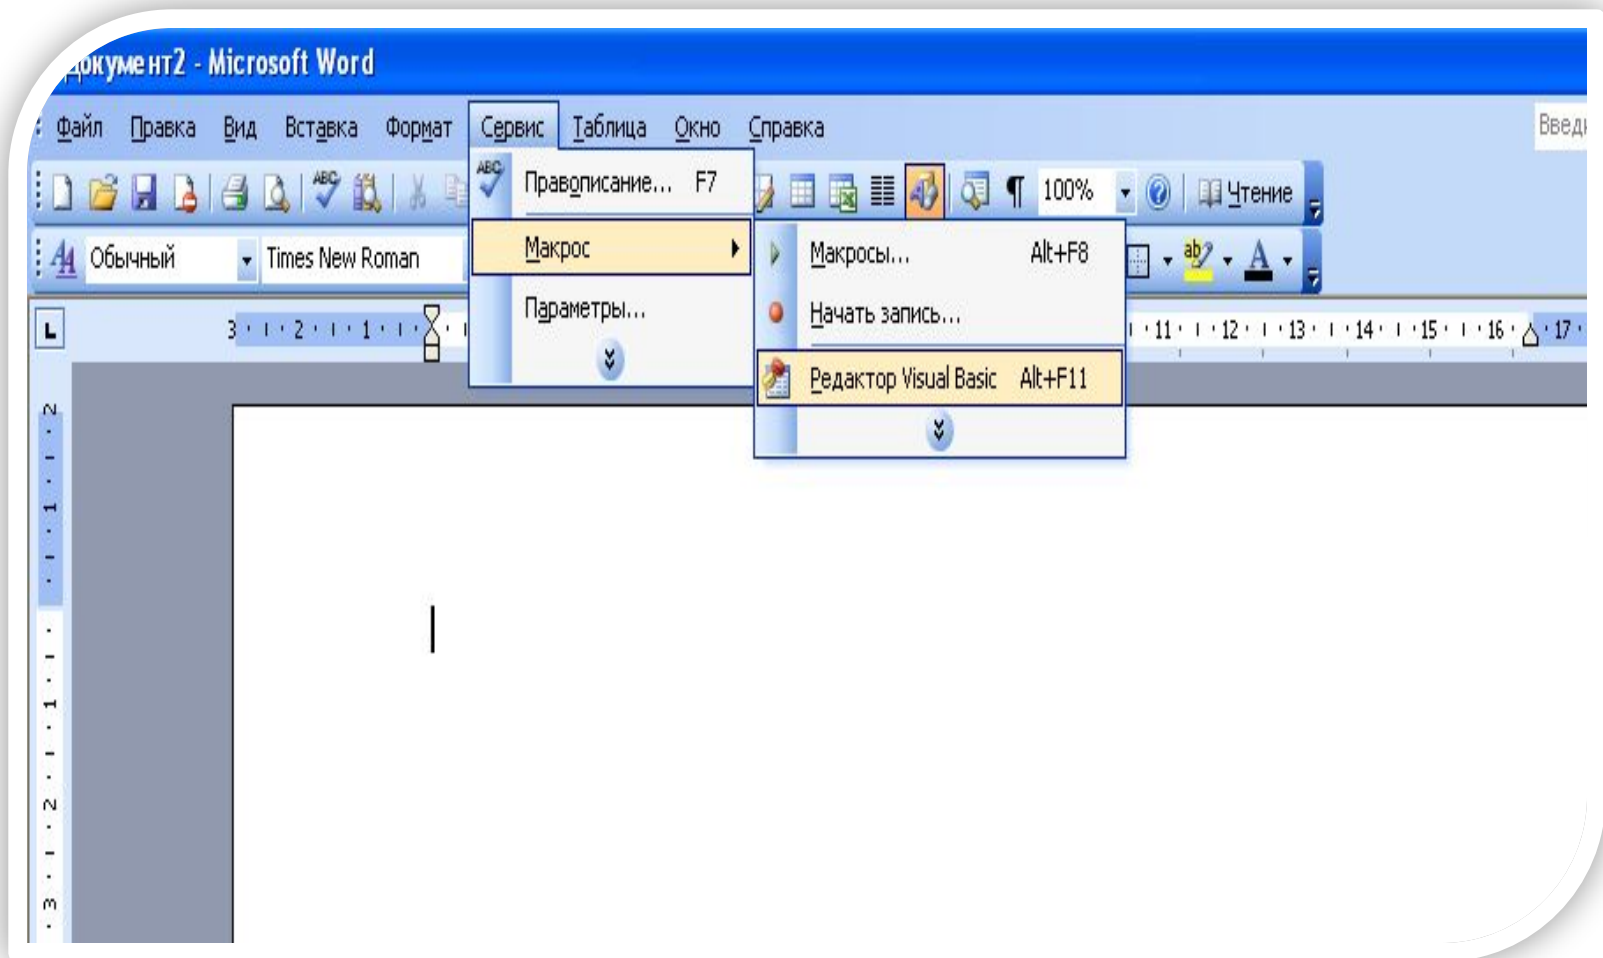 Документ2 - Microsoft Word
Файл Правка Вид Вставка Формат Сервис Таблица Окно Справка
ABC Правописание... F7 100% Чтение
Обычный Times New Roman Макрос Макросы... Alt+F8
Параметры... Начать запись...
3 2 1 11 12 13 14 15 16 17
Редактор Visual Basic Alt+F11
2
1
1
2
3